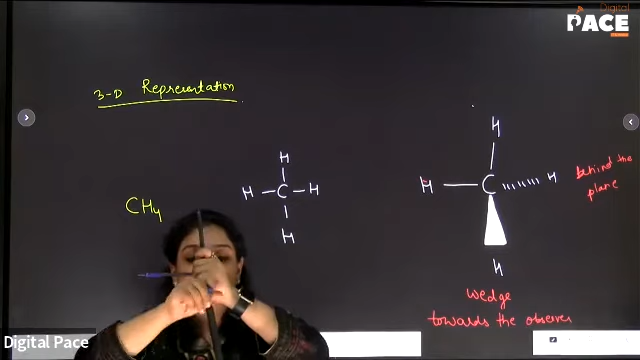 Digital
PACE
3-D Representation
CH4
H
H - C - H
H
H
H - C H
H
behind the
plane
wedge
towards the observer
Digital Pace